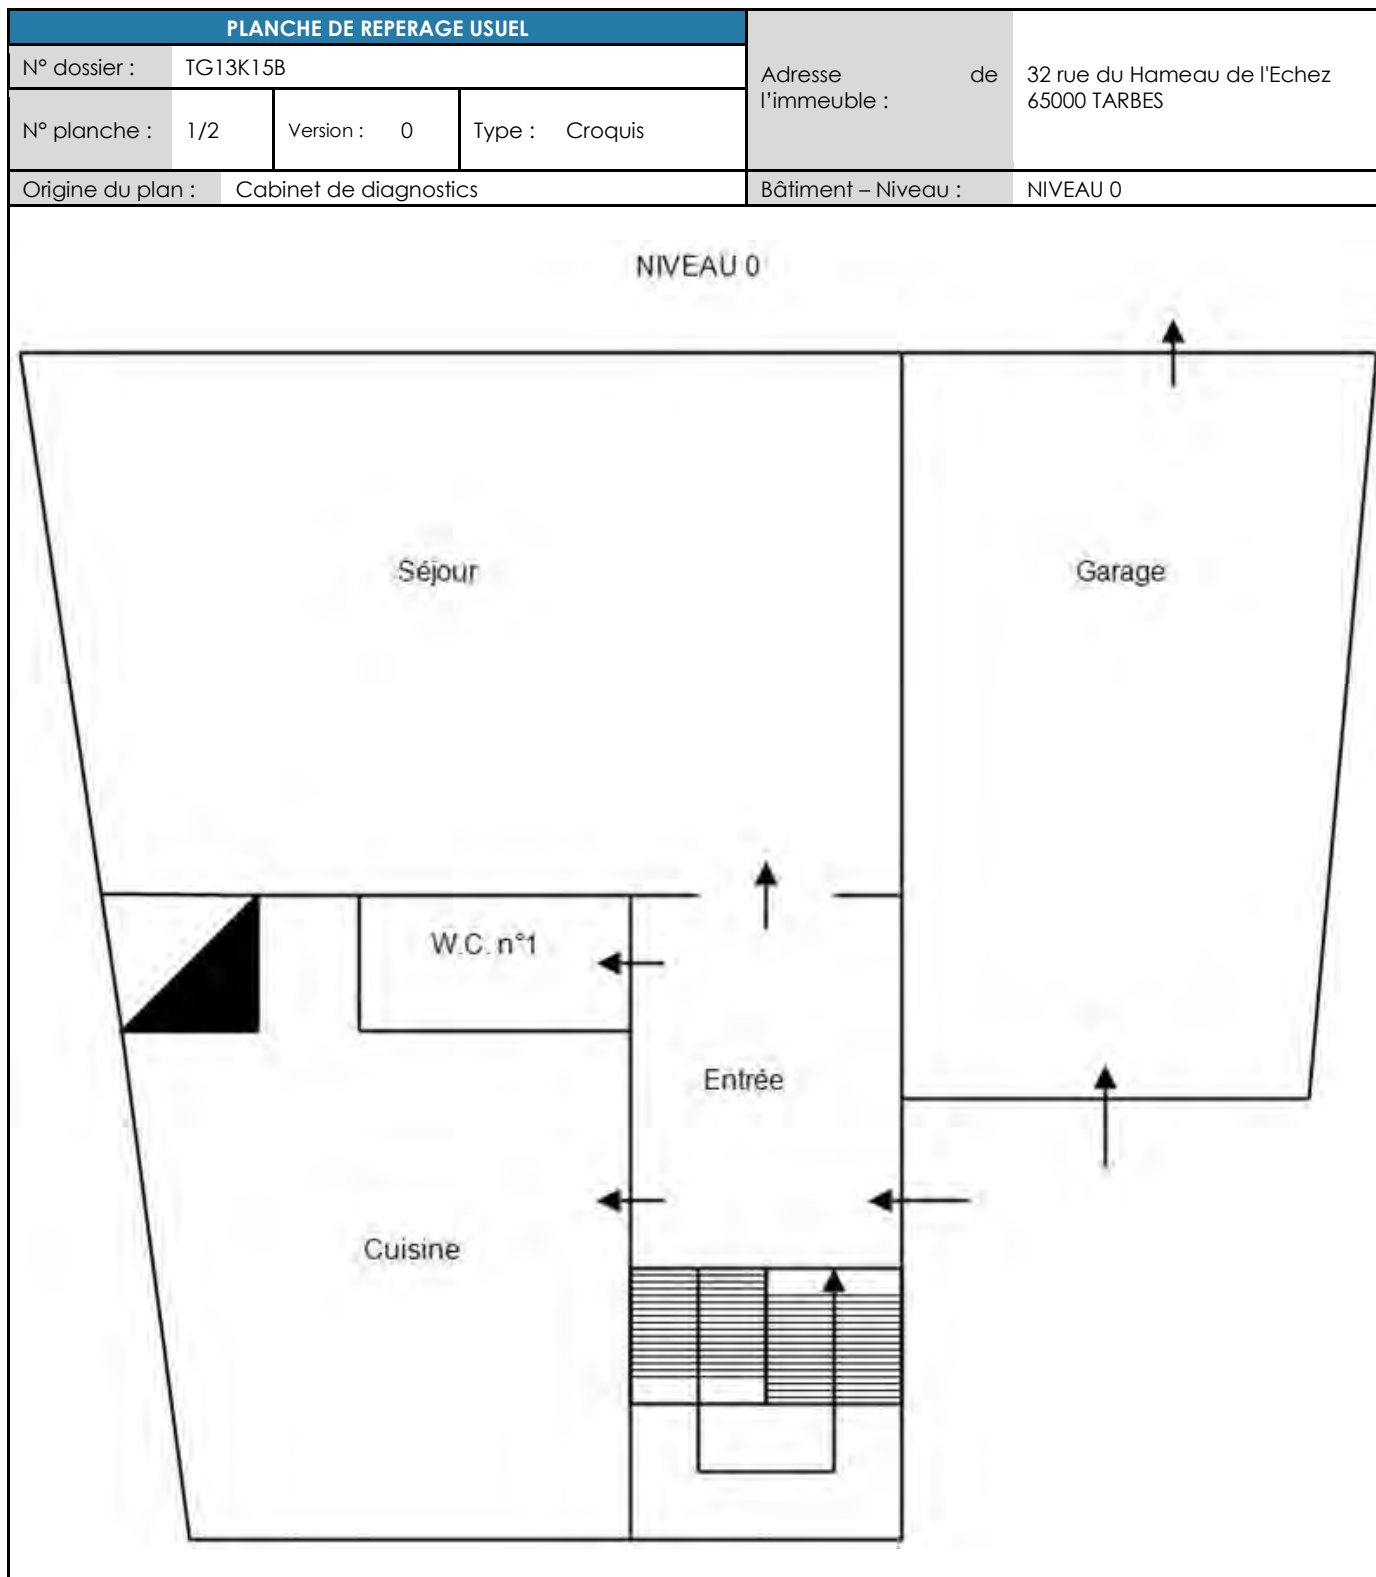 PLANCHE DE REPERAGE USUEL
N° dossier : TG13K15B
N° planche : 1/2 Version : 0 Type : Croquis
Adresse de l'immeuble :
32 rue du Hameau de l'Echez
65000 TARBES
Origine du plan : Cabinet de diagnostics
Bâtiment – Niveau : NIVEAU 0
NIVEAU 0
Séjour
Garage
W.C. n°1
Entrée
Cuisine